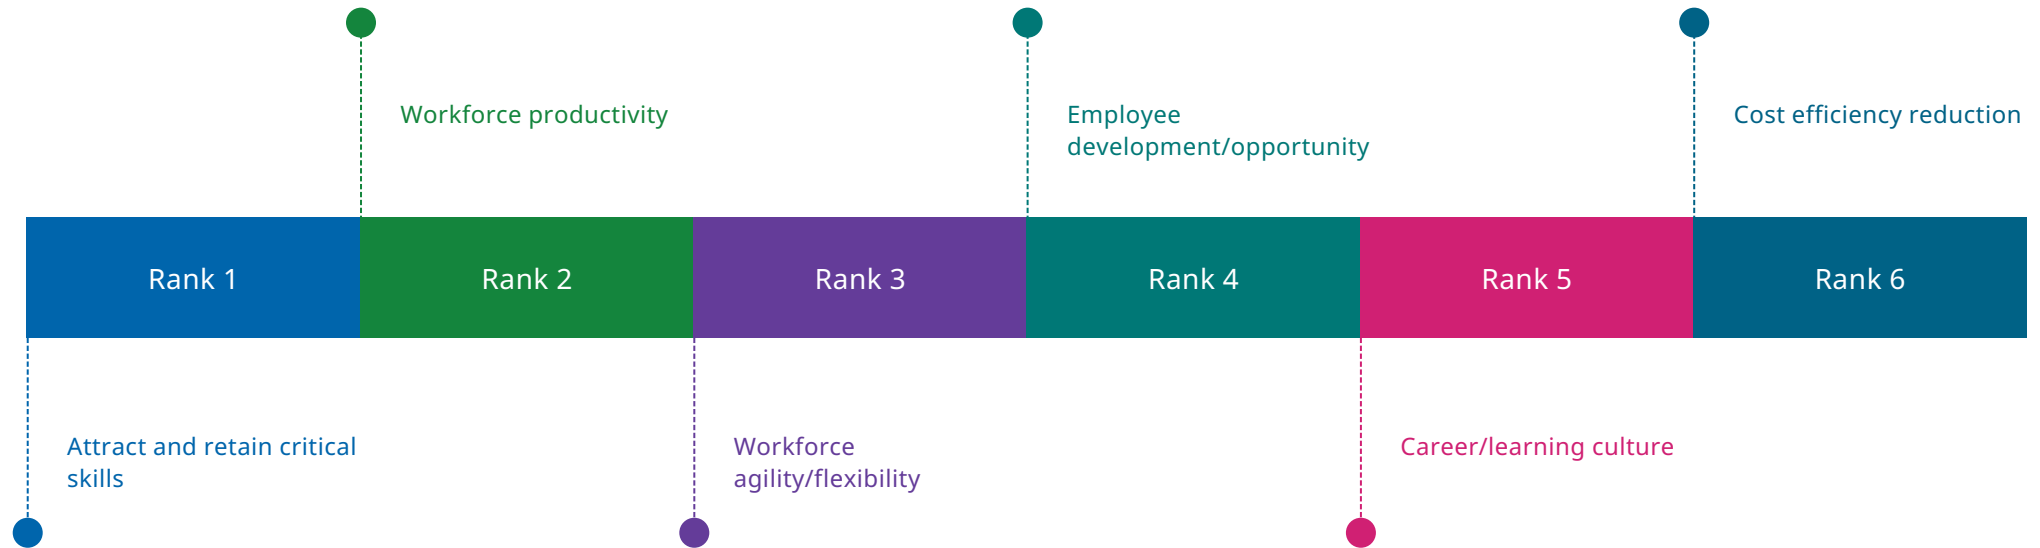 Workforce productivity
Employee
development/opportunity
Cost efficiency reduction
Rank 1
Rank 2
Rank 3
Rank 4
Rank 5
Rank 6
Attract and retain critical
skills
Workforce
agility/flexibility
Career/learning culture